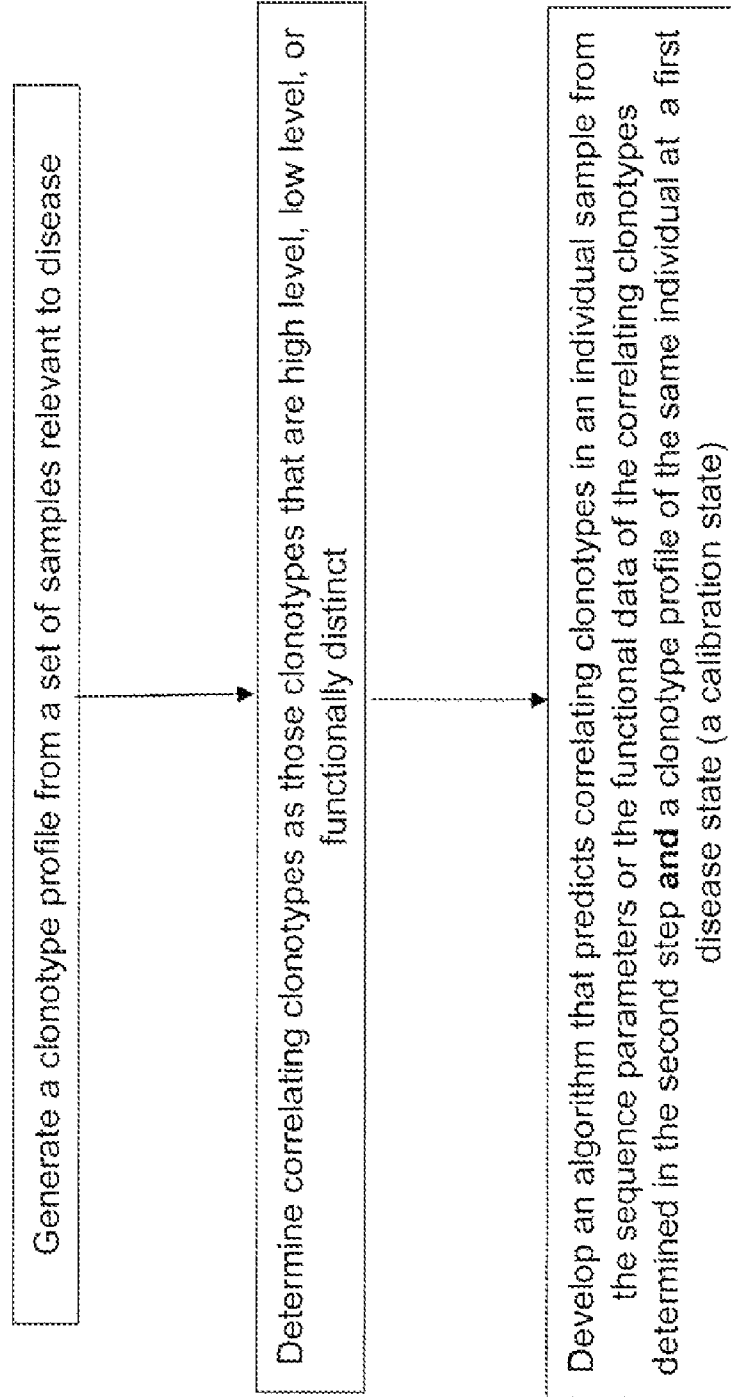 Generate a clonotype profile from a set of samples relevant to disease
Determine correlating clonotypes as those clonotypes that are high level, low level, or
functionally distinct
Develop an algorithm that predicts correlating clonotypes in an individual sample from
the sequence parameters or the functional data of the correlating clonotypes
determined in the second step and a clonotype profile of the same individual at a first
disease state (a calibration state)